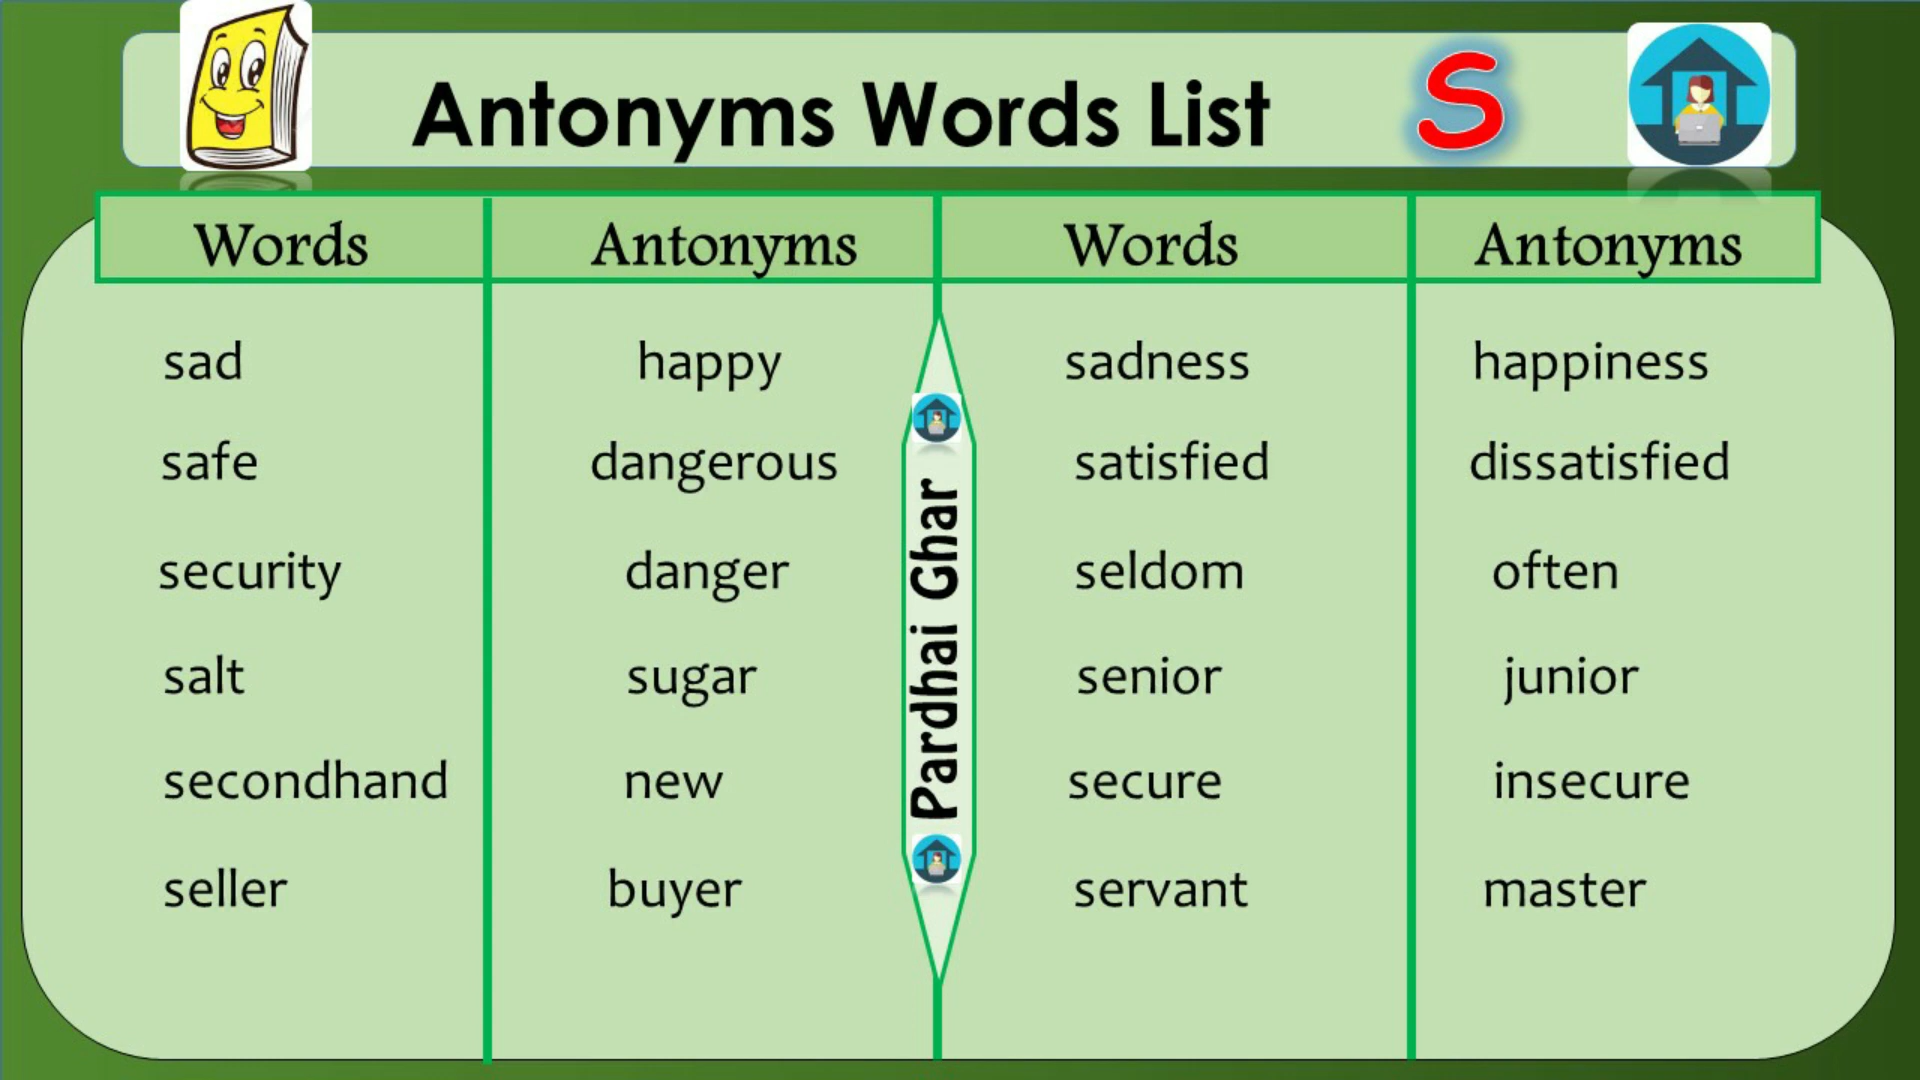 Antonyms Words List S
Words Antonyms Words Antonyms
sad happy sadness happiness
safe dangerous satisfied dissatisfied
security danger seldom often
salt sugar senior junior
secondhand new secure insecure
seller buyer servant master
Pardhai Ghar